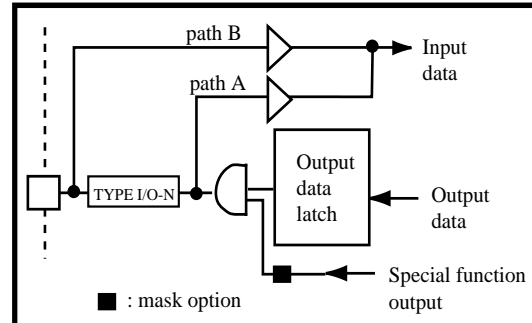 path B
Input
data
path A
TYPE I/O-N
Output
data
latch
Output
data
Special function
output
: mask option